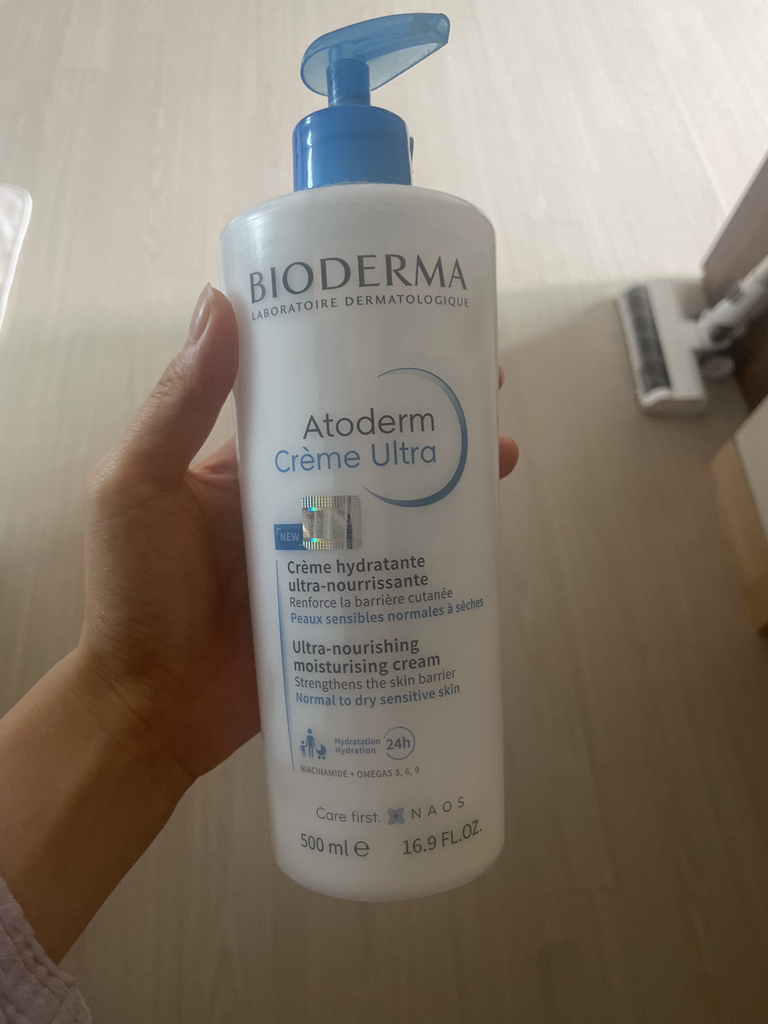 BIODERMA
LABORATOIRE DERMATOLOGIQUE
Atoderm
Crème Ultra
NEW
Crème hydratante
ultra-nourrissante
Renforce la barrière cutanée
Peaux sensibles normales à sèches
Ultra-nourishing
moisturising cream
Strengthens the skin barrier
Normal to dry sensitive skin
Hydratation
Hydration
24h
NIACINAMIDE + OMEGAS 3, 6, 9
Care first. NAOS
500 ml ℮ 16.9 FL.OZ.